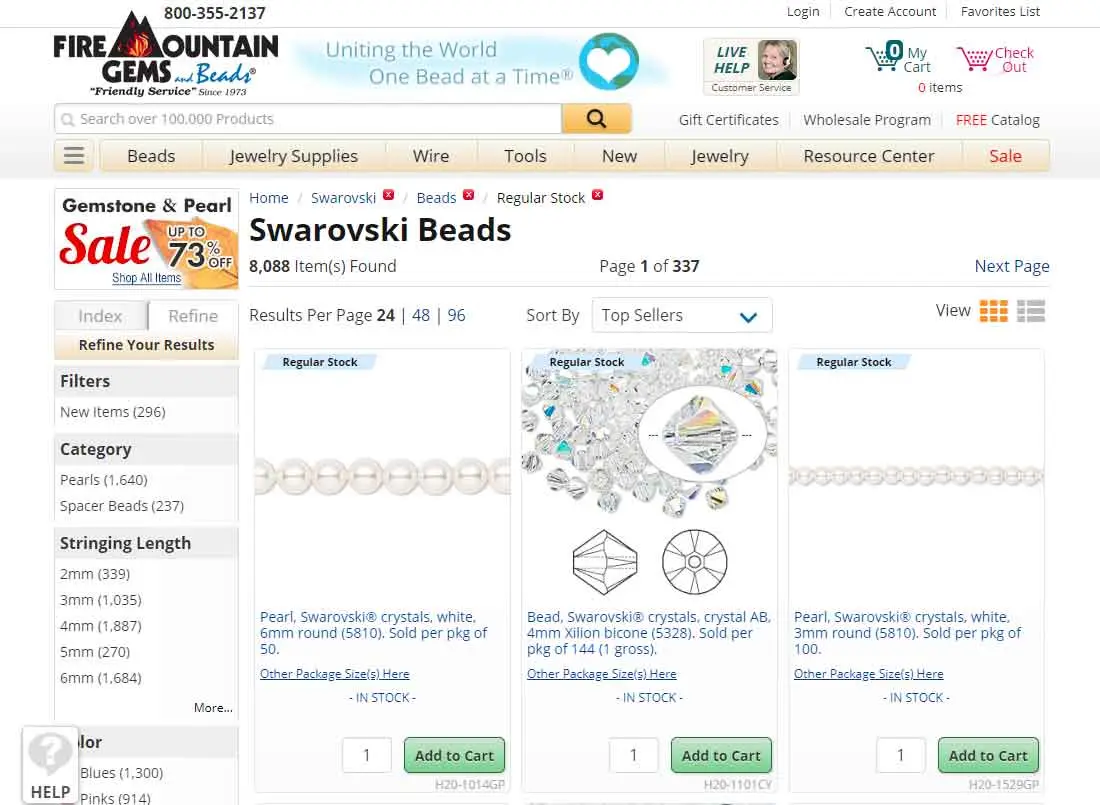 800-355-2137
Login
Create Account
Favorites List
FIRE MOUNTAIN
GEMS and Beads®
"Friendly Service" Since 1973
Uniting the World
One Bead at a Time®
LIVE
HELP
Customer Service
0
My
Cart
0 items
Check
Out
Search over 100,000 Products
Gift Certificates
Wholesale Program
FREE Catalog
Beads
Jewelry Supplies
Wire
Tools
New
Jewelry
Resource Center
Sale
Gemstone & Pearl
Sale UP TO 73% OFF
Shop All Items
Home / Swarovski / Beads / Regular Stock
Swarovski Beads
8,088 Item(s) Found
Page 1 of 337
Next Page
Index
Refine
Refine Your Results
Results Per Page 24 | 48 | 96
Sort By
Top Sellers
View
Filters
New Items (296)
Category
Pearls (1,640)
Spacer Beads (237)
Stringing Length
2mm (339)
3mm (1,035)
4mm (1,887)
5mm (270)
6mm (1,684)
More...
lor
Blues (1,300)
Pinks (914)
HELP
Regular Stock
Pearl, Swarovski® crystals, white,
6mm round (5810). Sold per pkg of
50.
Other Package Size(s) Here
- IN STOCK -
1
Add to Cart
H20-1014GP
Regular Stock
Bead, Swarovski® crystals, crystal AB,
4mm Xilion bicone (5328). Sold per
pkg of 144 (1 gross).
Other Package Size(s) Here
- IN STOCK -
1
Add to Cart
H20-1101CY
Regular Stock
Pearl, Swarovski® crystals, white,
3mm round (5810). Sold per pkg of
100.
Other Package Size(s) Here
- IN STOCK -
1
Add to Cart
H20-1529GP